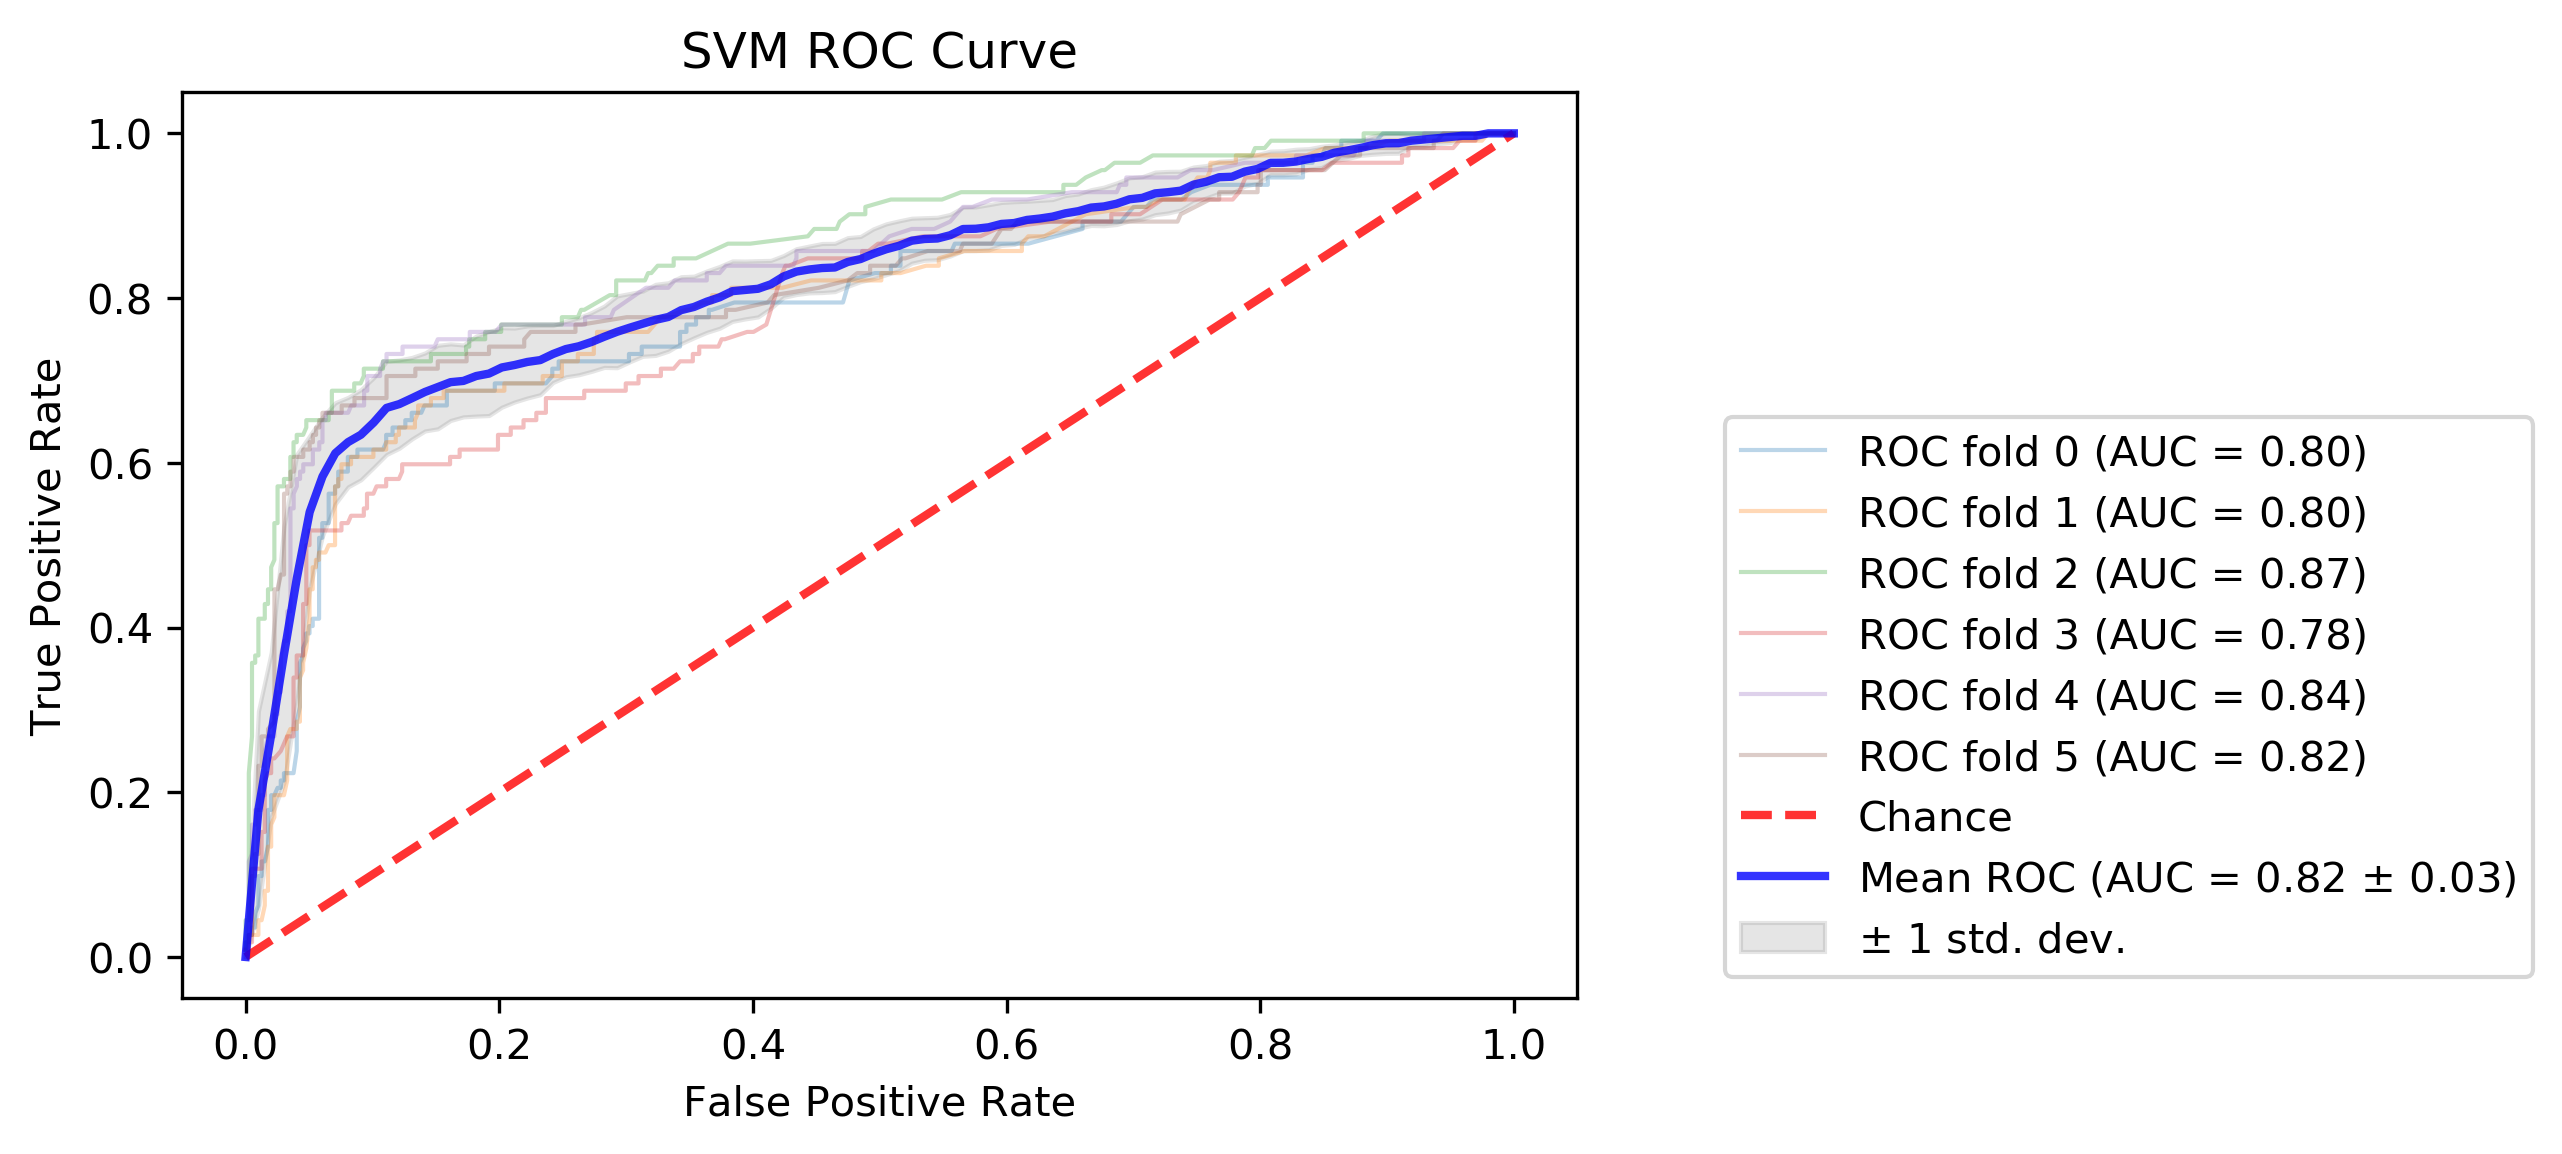 SVM ROC Curve
True Positive Rate
1.0
0.8
0.6
0.4
0.2
0.0
0.0 0.2 0.4 0.6 0.8 1.0
False Positive Rate
ROC fold 0 (AUC = 0.80)
ROC fold 1 (AUC = 0.80)
ROC fold 2 (AUC = 0.87)
ROC fold 3 (AUC = 0.78)
ROC fold 4 (AUC = 0.84)
ROC fold 5 (AUC = 0.82)
Chance
Mean ROC (AUC = 0.82 ± 0.03)
± 1 std. dev.